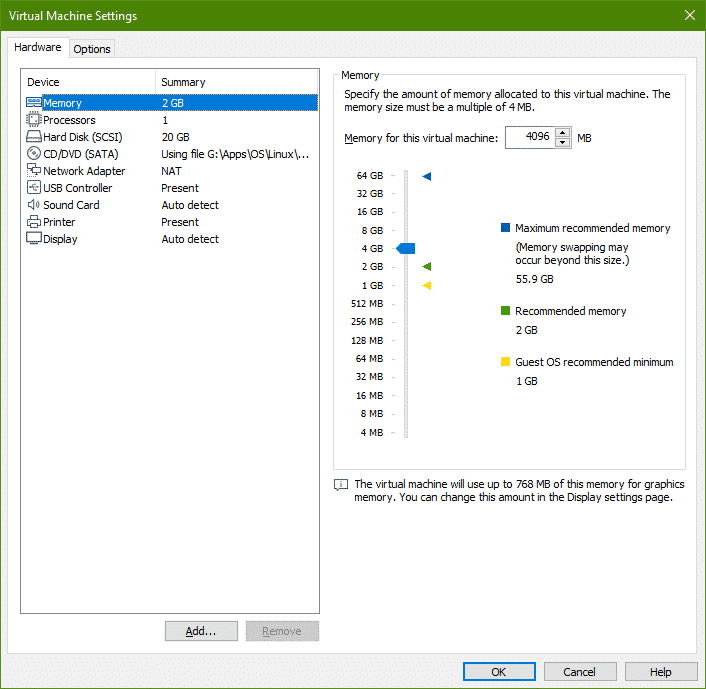 Virtual Machine Settings
Hardware
Options
Device Summary
Memory 2 GB
Processors 1
Hard Disk (SCSI) 20 GB
CD/DVD (SATA) Using file G:\Apps\OS\Linux\...
Network Adapter NAT
USB Controller Present
Sound Card Auto detect
Printer Present
Display Auto detect
Add...
Remove
Memory
Specify the amount of memory allocated to this virtual machine. The
memory size must be a multiple of 4 MB.
Memory for this virtual machine: 4096 MB
64 GB
32 GB
16 GB
8 GB
4 GB
2 GB
1 GB
512 MB
256 MB
128 MB
64 MB
32 MB
16 MB
8 MB
4 MB
Maximum recommended memory
(Memory swapping may
occur beyond this size.)
55.9 GB
Recommended memory
2 GB
Guest OS recommended minimum
1 GB
The virtual machine will use up to 768 MB of this memory for graphics
memory. You can change this amount in the Display settings page.
OK
Cancel
Help